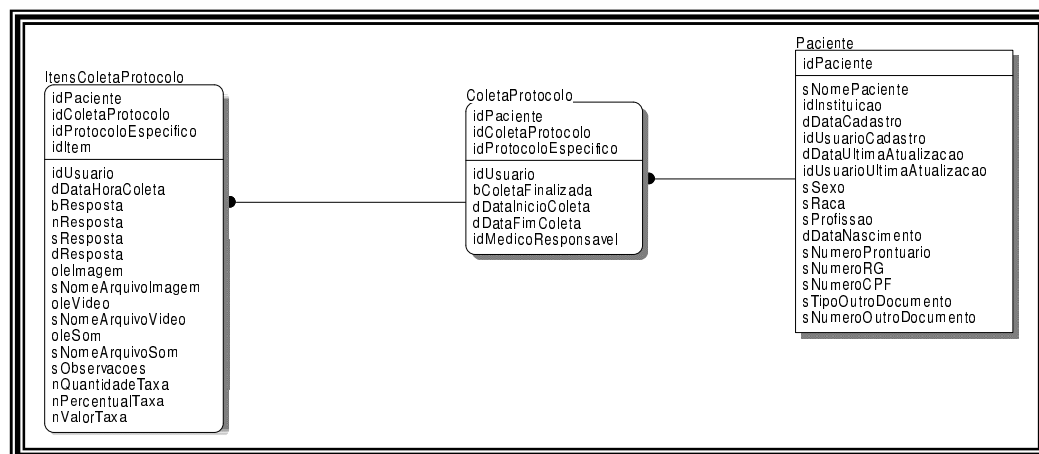 ItensColetaProtocolo
idPaciente
idColetaProtocolo
idProtocoloEspecifico
idItem
idUsuario
dDataHoraColeta
bResposta
nResposta
sResposta
dResposta
oleImagem
sNomeArquivoImagem
oleVideo
sNomeArquivoVideo
oleSom
sNomeArquivoSom
sObservacoes
nQuantidadeTaxa
nPercentualTaxa
nValorTaxa
ColetaProtocolo
idPaciente
idColetaProtocolo
idProtocoloEspecifico
idUsuario
bColetaFinalizada
dDataInicioColeta
dDataFimColeta
idMedicoResponsavel
Paciente
idPaciente
sNomePaciente
idInstituicao
dDataCadastro
idUsuarioCadastro
dDataUltimaAtualizacao
idUsuarioUltimaAtualizacao
sSexo
sRaca
sProfissao
dDataNascimento
sNumeroProntuario
sNumeroRG
sNumeroCPF
sTipoOutroDocumento
sNumeroOutroDocumento